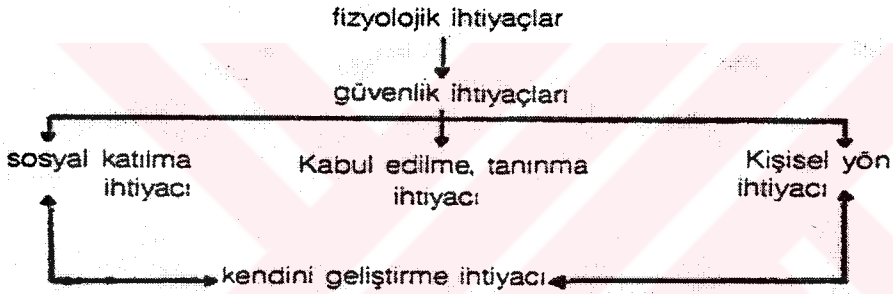 fizyolojik ihtiyaçlar
güvenlik ihtiyaçları
sosyal katılma
ihtiyacı
Kabul edilme, tanınma
ihtiyacı
Kişisel yön
ihtiyacı
kendini geliştirme ihtiyacı